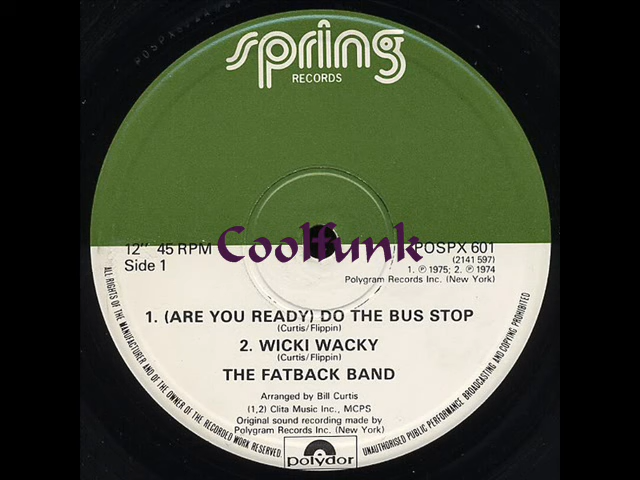 spring
RECORDS
12" 45 RPM
Side 1
Coolfunk
POSPX 601
(2141 597)
1. ℗ 1975; 2. ℗ 1974
Polygram Records Inc. (New York)
1. (ARE YOU READY) DO THE BUS STOP
(Curtis/Flippin)
2. WICKI WACKY
(Curtis/Flippin)
THE FATBACK BAND
Arranged by Bill Curtis
(1,2) Clita Music Inc., MCPS
Original sound recording made by
Polygram Records Inc. (New York)
polydor
ALL RIGHTS OF THE MANUFACTURER AND OF THE OWNER OF THE RECORDED WORK RESERVED.
UNAUTHORISED PUBLIC PERFORMANCE, BROADCASTING AND COPYING PROHIBITED